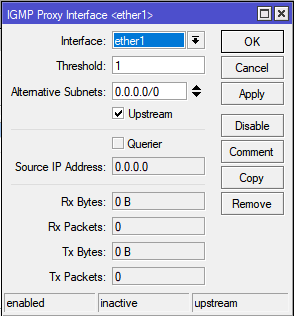 IGMP Proxy Interface <ether1>
Interface: ether1
OK
Threshold: 1
Cancel
Alternative Subnets: 0.0.0.0/0
Apply
Upstream
Disable
Querier
Comment
Source IP Address: 0.0.0.0
Copy
Rx Bytes: 0 B
Remove
Rx Packets: 0
Tx Bytes: 0 B
Tx Packets: 0
enabled inactive upstream